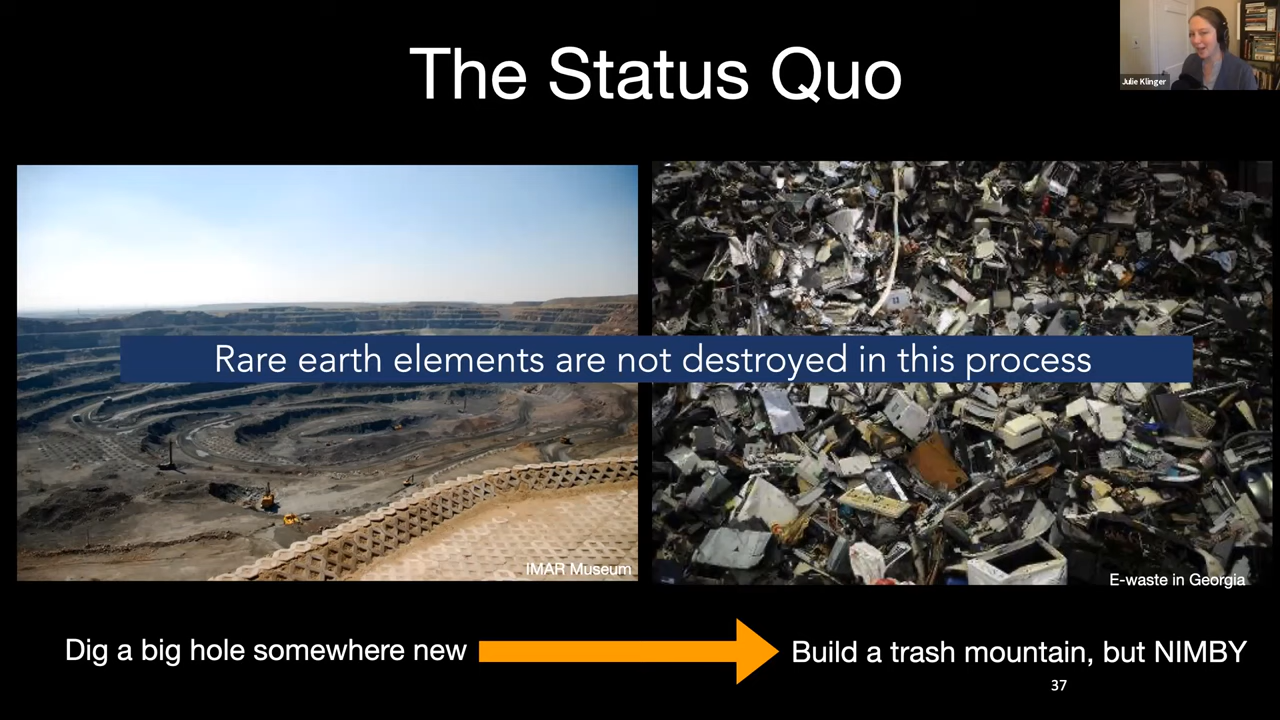 The Status Quo
Julie Klinger
Rare earth elements are not destroyed in this process
IMAR Museum
E-waste in Georgia
Dig a big hole somewhere new
Build a trash mountain, but NIMBY
37